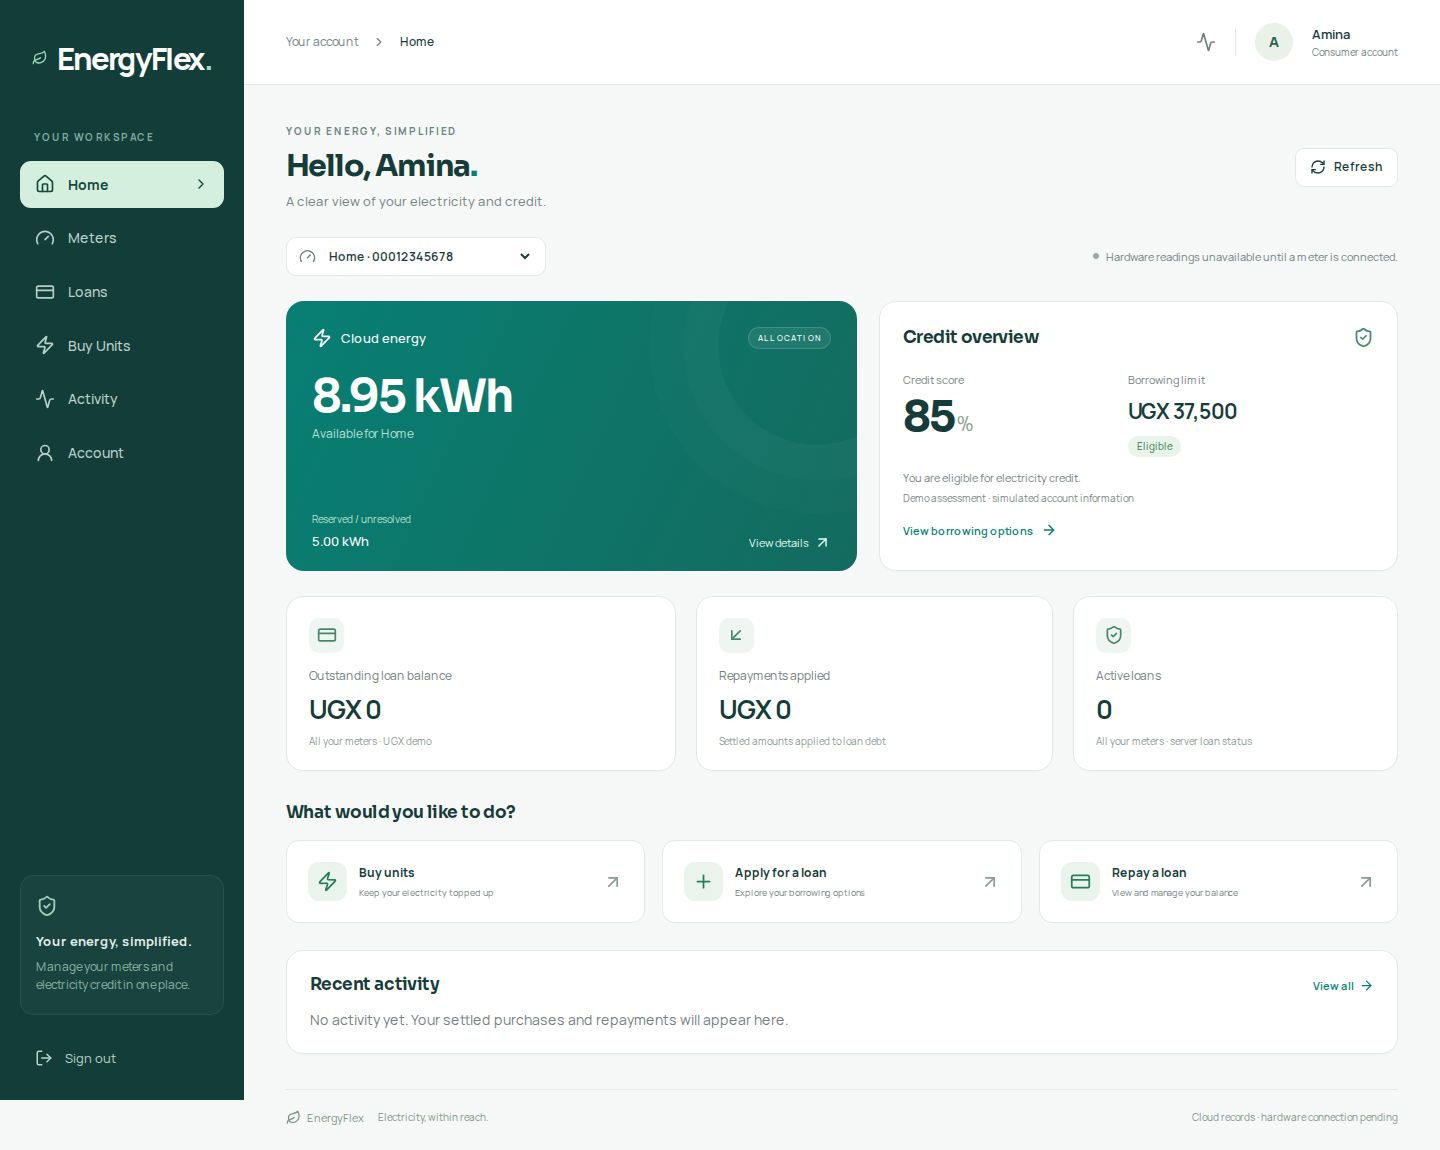 EnergyFlex.
YOUR WORKSPACE
Home
Meters
Loans
Buy Units
Activity
Account
Your energy, simplified.
Manage your meters and
electricity credit in one place.
Sign out
Your account
Home
A
Amina
Consumer account
YOUR ENERGY, SIMPLIFIED
Hello, Amina.
A clear view of your electricity and credit.
Refresh
Home · 00012345678
Hardware readings unavailable until a meter is connected.
Cloud energy
ALLOCATION
8.95 kWh
Available for Home
Reserved / unresolved
5.00 kWh
View details
Credit overview
Credit score
85%
Borrowing limit
UGX 37,500
Eligible
You are eligible for electricity credit.
Demo assessment · simulated account information
View borrowing options
Outstanding loan balance
UGX 0
All your meters · UGX demo
Repayments applied
UGX 0
Settled amounts applied to loan debt
Active loans
0
All your meters · server loan status
What would you like to do?
Buy units
Keep your electricity topped up
Apply for a loan
Explore your borrowing options
Repay a loan
View and manage your balance
Recent activity
View all
No activity yet. Your settled purchases and repayments will appear here.
EnergyFlex
Electricity, within reach.
Cloud records · hardware connection pending